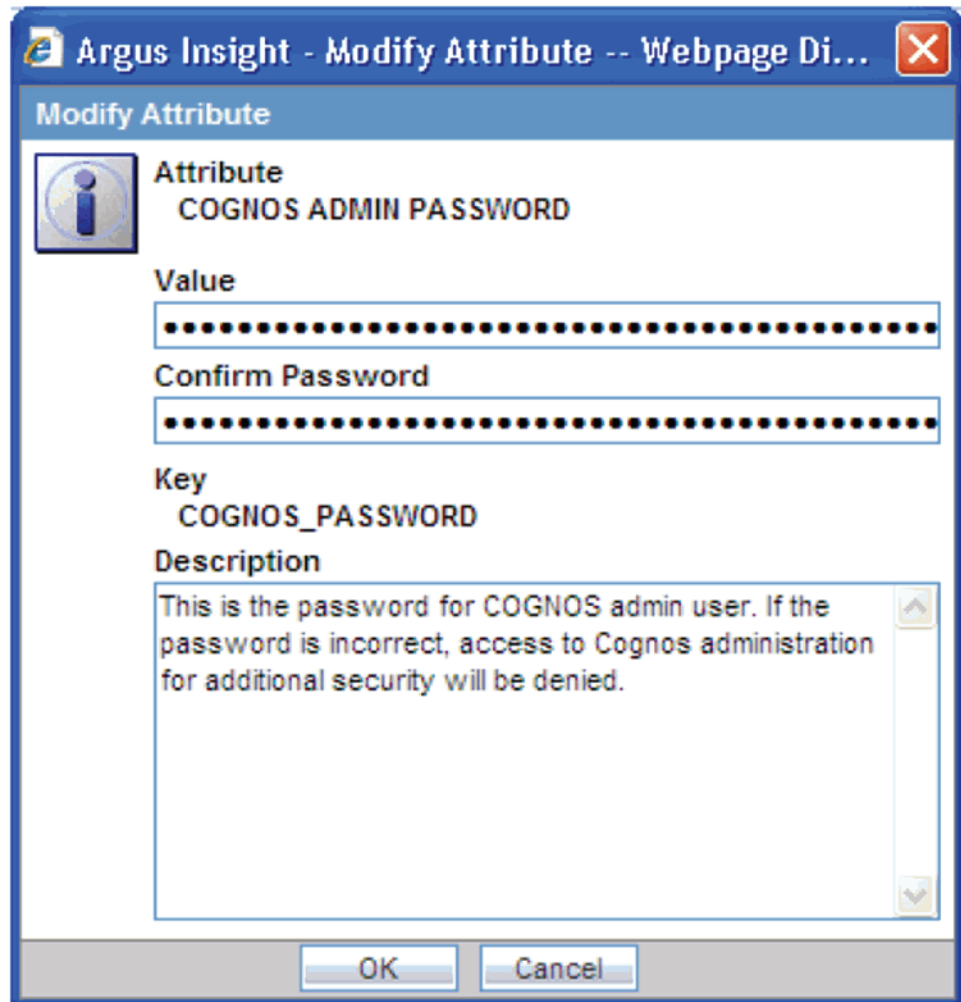 Argus Insight - Modify Attribute -- Webpage Di...
Modify Attribute
Attribute
COGNOS ADMIN PASSWORD
Value
••••••••••••••••••••••••••••••••••••••••••
Confirm Password
••••••••••••••••••••••••••••••••••••••••••
Key
COGNOS_PASSWORD
Description
This is the password for COGNOS admin user. If the
password is incorrect, access to Cognos administration
for additional security will be denied.
OK Cancel